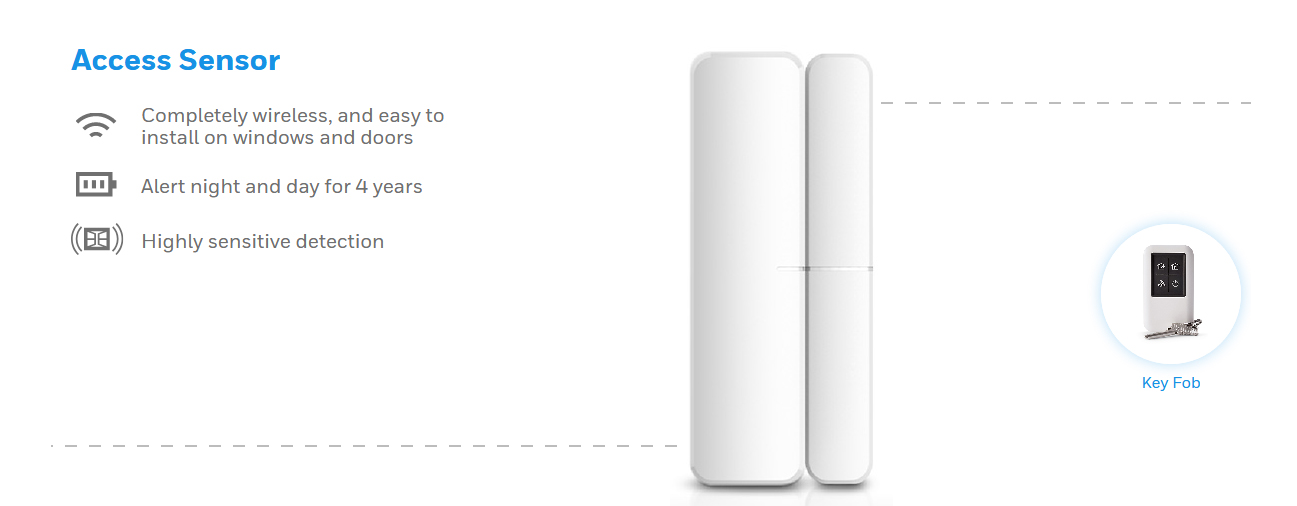 Access Sensor
Completely wireless, and easy to
install on windows and doors
Alert night and day for 4 years
Highly sensitive detection
Key Fob